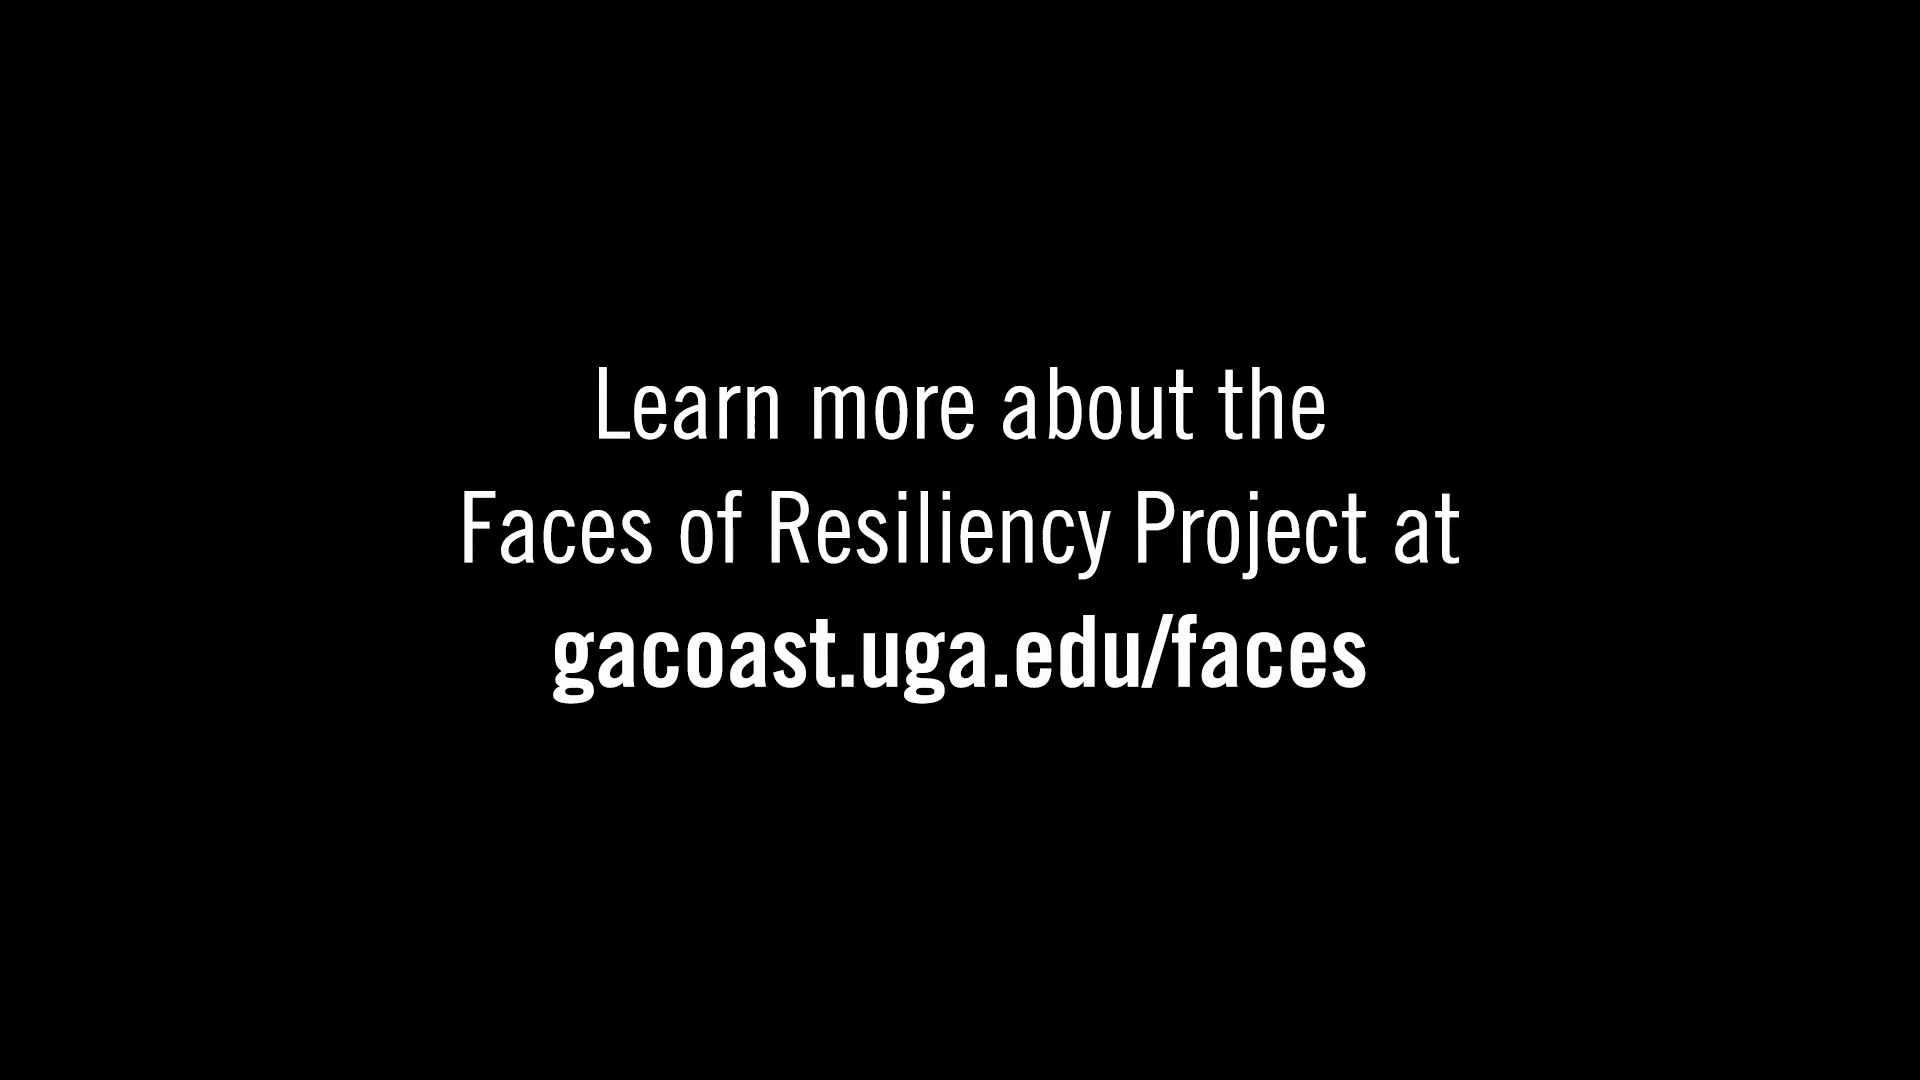 Learn more about the
Faces of Resiliency Project at
gacoast.uga.edu/faces